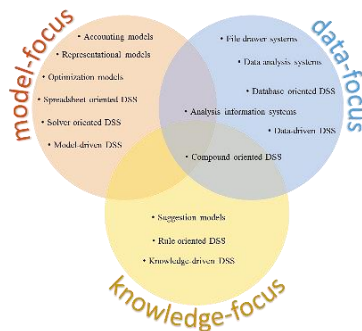 model-focus
• Accounting models
• Representational models
• Optimization models
• Spreadsheet oriented DSS
• Solver oriented DSS
• Model-driven DSS
data-focus
• File drawer systems
• Data analysis systems
• Database oriented DSS
• Analysis information systems
• Data-driven DSS
• Compound oriented DSS
• Suggestion models
• Rule oriented DSS
• Knowledge-driven DSS
knowledge-focus